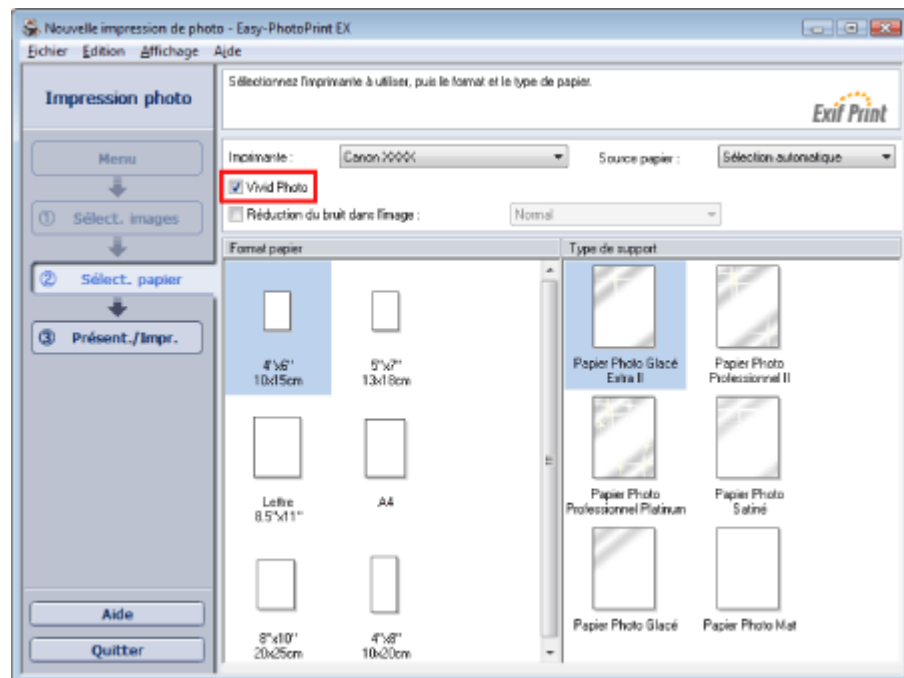 Nouvelle impression de photo - Easy-PhotoPrint EX
Fichier Edition Affichage Aide
Impression photo
Sélectionnez l'imprimante à utiliser, puis le format et le type de papier.
Exif Print
Menu
① Sélect. images
② Sélect. papier
③ Présent./Impr.
Aide
Quitter
Imprimante : Canon XXXX Source papier : Sélection automatique
Vivid Photo
Réduction du bruit dans l'image : Normal
Format papier
4"x6"
10x15cm
5"x7"
13x18cm
Lettre
8.5"x11"
A4
8"x10"
20x25cm
4"x8"
10x20cm
Type de support
Papier Photo Glacé
Extra II
Papier Photo
Professionnel II
Papier Photo
Professionnel Platinum
Papier Photo
Satiné
Papier Photo Glacé
Papier Photo Mat